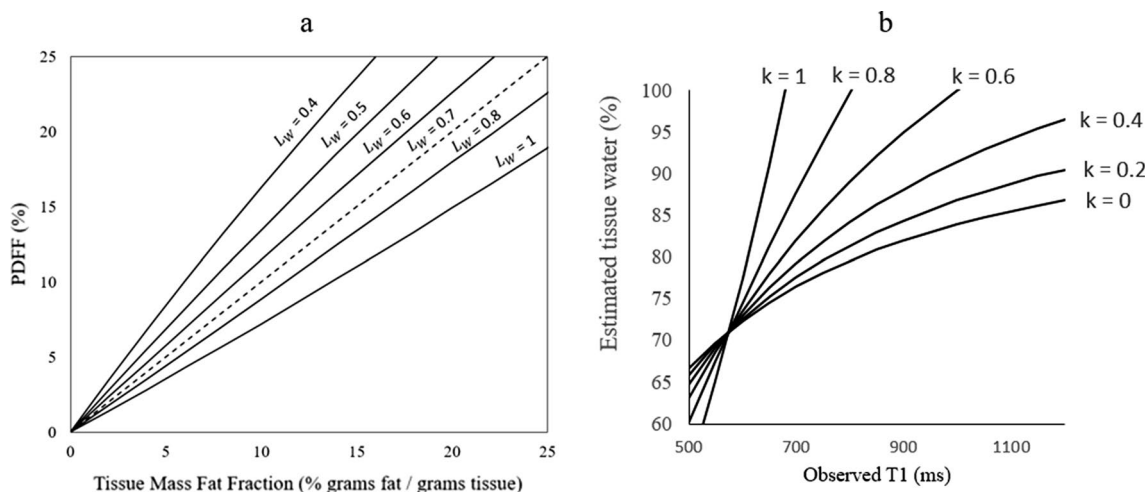 a
25
20
15
10
5
0
PDFF (%)
L_W = 0.4
L_W = 0.5
L_W = 0.6
L_W = 0.7
L_W = 0.8
L_W = 1
0 5 10 15 20 25
Tissue Mass Fat Fraction (% grams fat / grams tissue)
b
k = 1
k = 0.8
k = 0.6
k = 0.4
k = 0.2
k = 0
100
95
90
85
80
75
70
65
60
Estimated tissue water (%)
500 700 900 1100
Observed T1 (ms)